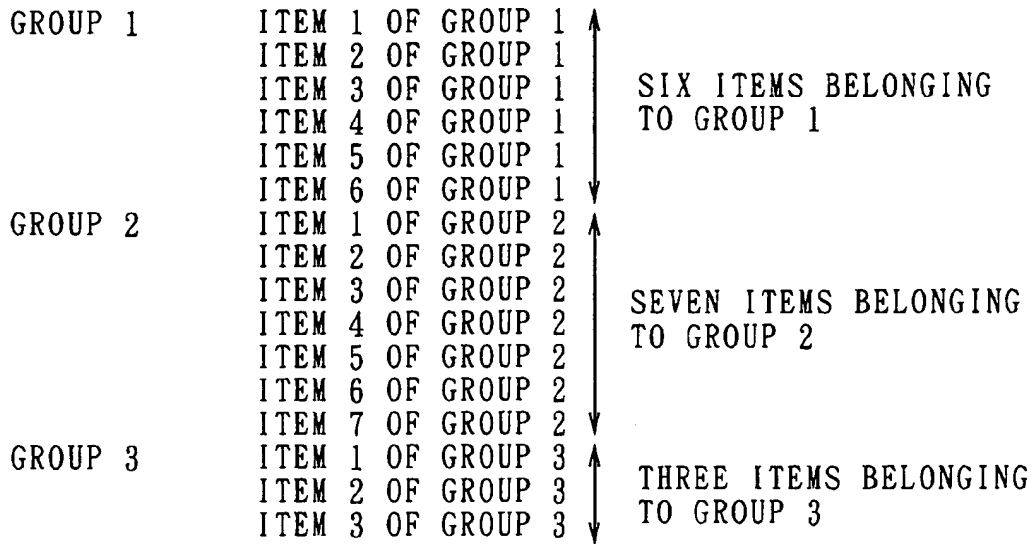 GROUP 1 ITEM 1 OF GROUP 1
ITEM 2 OF GROUP 1
ITEM 3 OF GROUP 1
ITEM 4 OF GROUP 1
ITEM 5 OF GROUP 1
ITEM 6 OF GROUP 1
SIX ITEMS BELONGING
TO GROUP 1
GROUP 2 ITEM 1 OF GROUP 2
ITEM 2 OF GROUP 2
ITEM 3 OF GROUP 2
ITEM 4 OF GROUP 2
ITEM 5 OF GROUP 2
ITEM 6 OF GROUP 2
ITEM 7 OF GROUP 2
SEVEN ITEMS BELONGING
TO GROUP 2
GROUP 3 ITEM 1 OF GROUP 3
ITEM 2 OF GROUP 3
ITEM 3 OF GROUP 3
THREE ITEMS BELONGING
TO GROUP 3